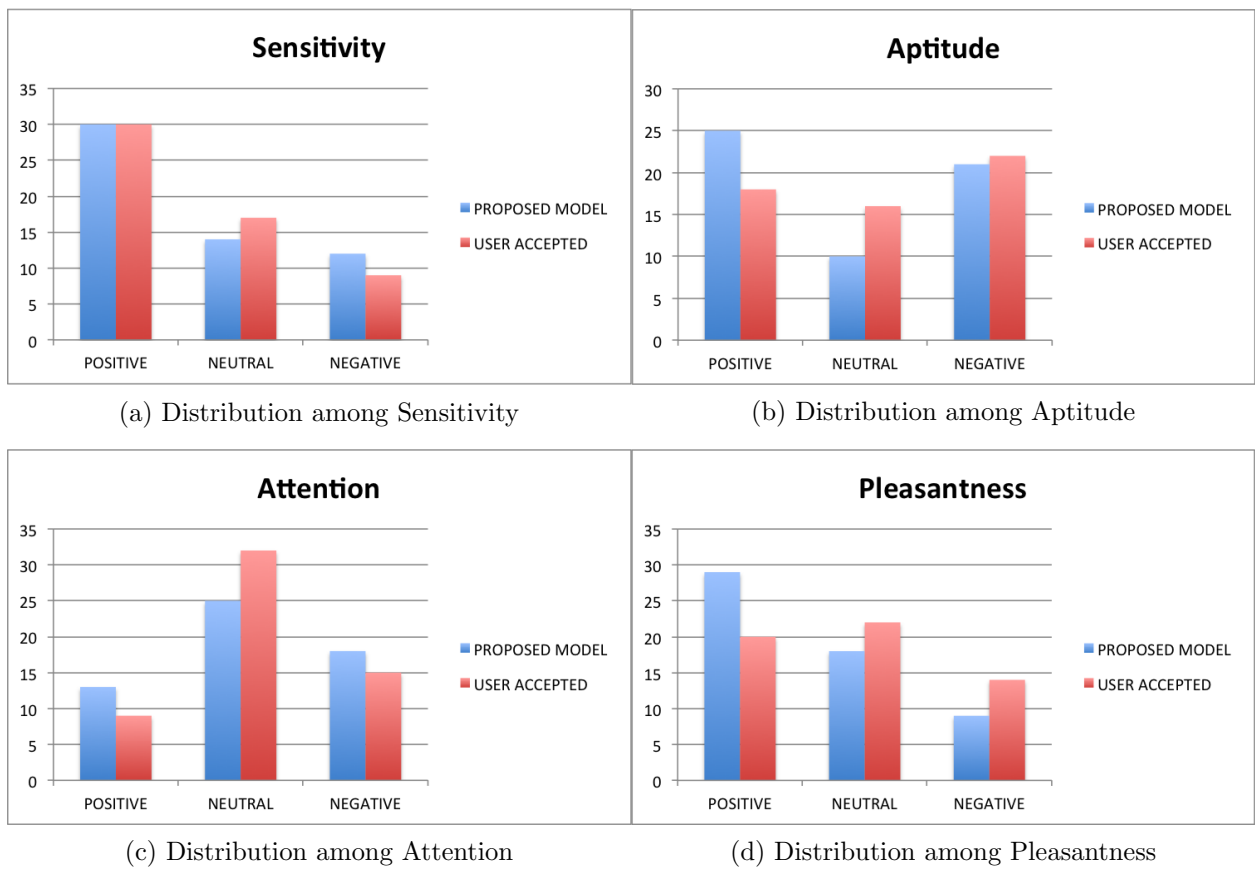 Sensitivity
35
30
25
20
15
10
5
0
POSITIVE NEUTRAL NEGATIVE
PROPOSED MODEL
USER ACCEPTED
(a) Distribution among Sensitivity
Aptitude
30
25
20
15
10
5
0
POSITIVE NEUTRAL NEGATIVE
PROPOSED MODEL
USER ACCEPTED
(b) Distribution among Aptitude
Attention
35
30
25
20
15
10
5
0
POSITIVE NEUTRAL NEGATIVE
PROPOSED MODEL
USER ACCEPTED
(c) Distribution among Attention
Pleasantness
35
30
25
20
15
10
5
0
POSITIVE NEUTRAL NEGATIVE
PROPOSED MODEL
USER ACCEPTED
(d) Distribution among Pleasantness